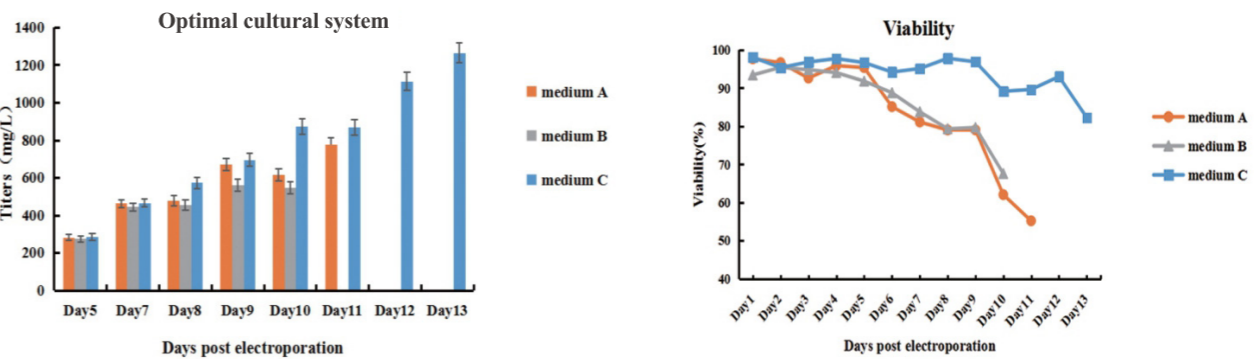 Optimal cultural system
1400
1200
1000
800
600
400
200
0
Titers (mg/L)
Day5 Day7 Day8 Day9 Day10 Day11 Day12 Day13
Days post electroporation
medium A
medium B
medium C
Viability
100
90
80
70
60
50
40
Viability(%)
Day1 Day2 Day3 Day4 Day5 Day6 Day7 Day8 Day9 Day10 Day11 Day12 Day13
Days post electroporation
medium A
medium B
medium C